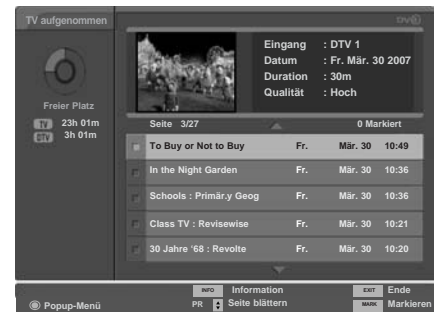 TV aufgenommen
Eingang : DTV 1
Datum : Fr. Mär. 30 2007
Duration : 30m
Qualität : Hoch
Freier Platz
TV 23h 01m
DTV 3h 01m
Seite 3/27 0 Markiert
To Buy or Not to Buy Fr. Mär. 30 10:49
In the Night Garden Fr. Mär. 30 10:36
Schools : Primär.y Geog Fr. Mär. 30 10:36
Class TV : Revisewise Fr. Mär. 30 10:21
30 Jahre ‘68 : Revolte Fr. Mär. 30 10:20
INFO Information EXIT Ende
Popup-Menü PR Seite blättern MARK Markieren